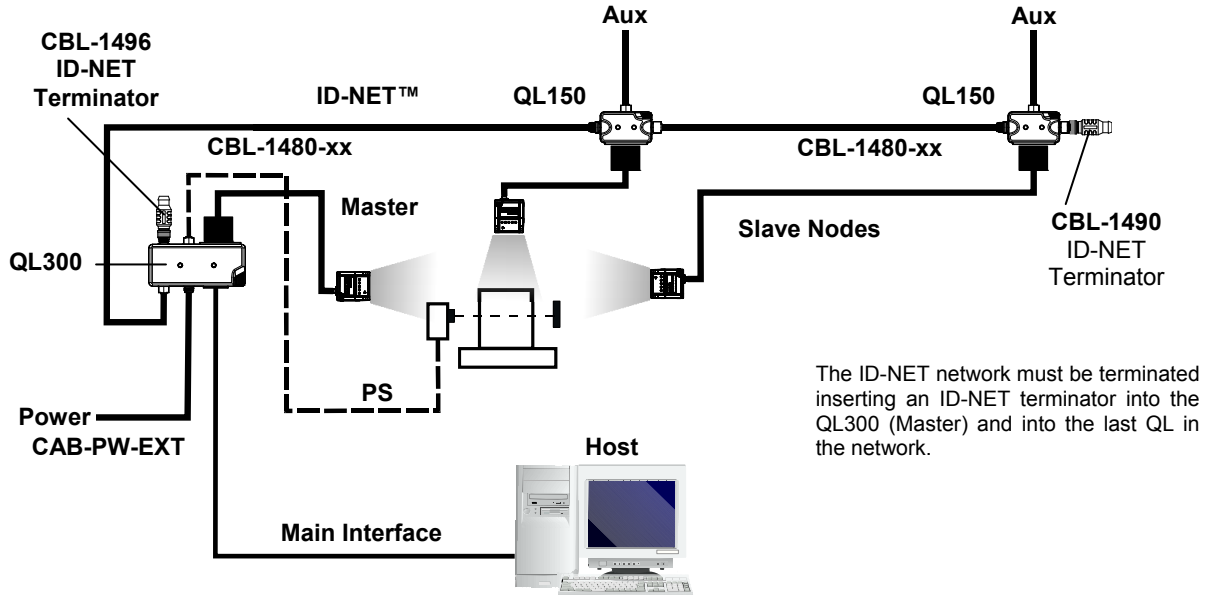 Aux
Aux
CBL-1496
ID-NET
Terminator
ID-NET™
QL150
QL150
CBL-1480-xx
CBL-1480-xx
Master
Slave Nodes
CBL-1490
ID-NET
Terminator
QL300
PS
The ID-NET network must be terminated
inserting an ID-NET terminator into the
QL300 (Master) and into the last QL in
the network.
Power
CAB-PW-EXT
Host
Main Interface